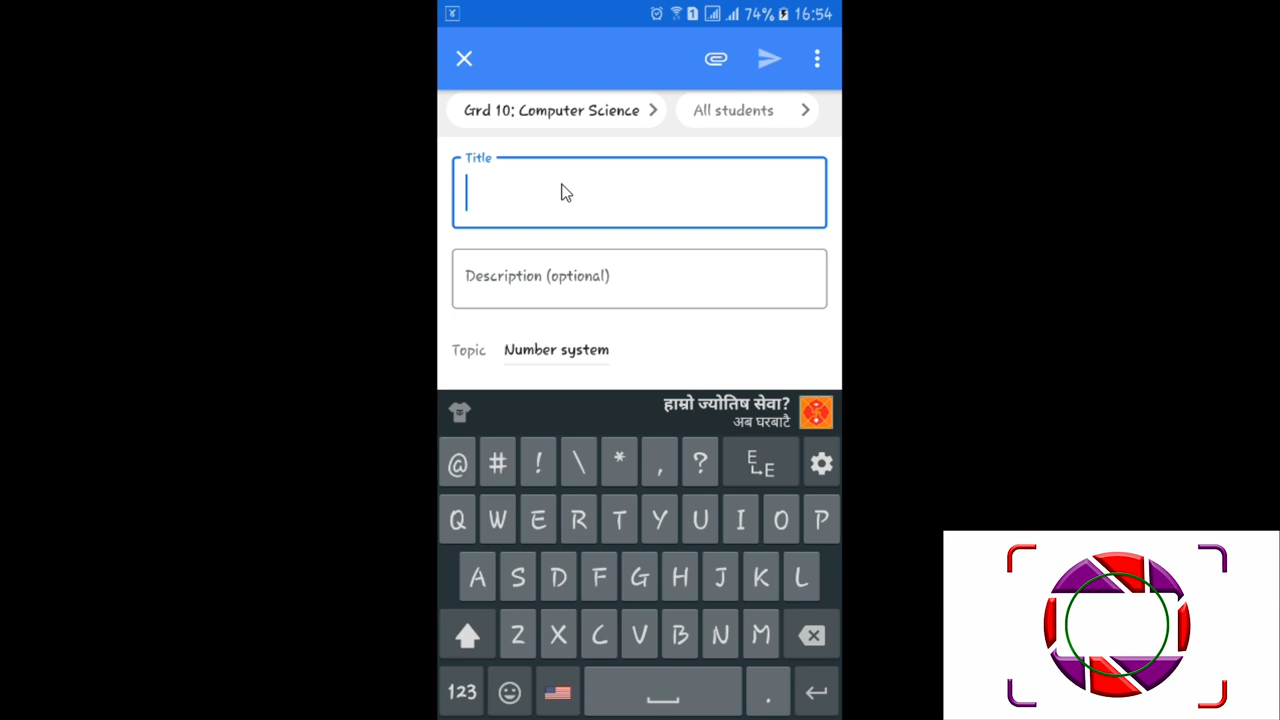 74% 16:54
Grd 10: Computer Science
All students
Title
Description (optional)
Topic Number system
हाम्रो ज्योतिष सेवा?
अब घरबाटै
@ # ! \ * , ? E E
Q W E R T Y U I O P
A S D F G H J K L
Z X C V B N M
123 .